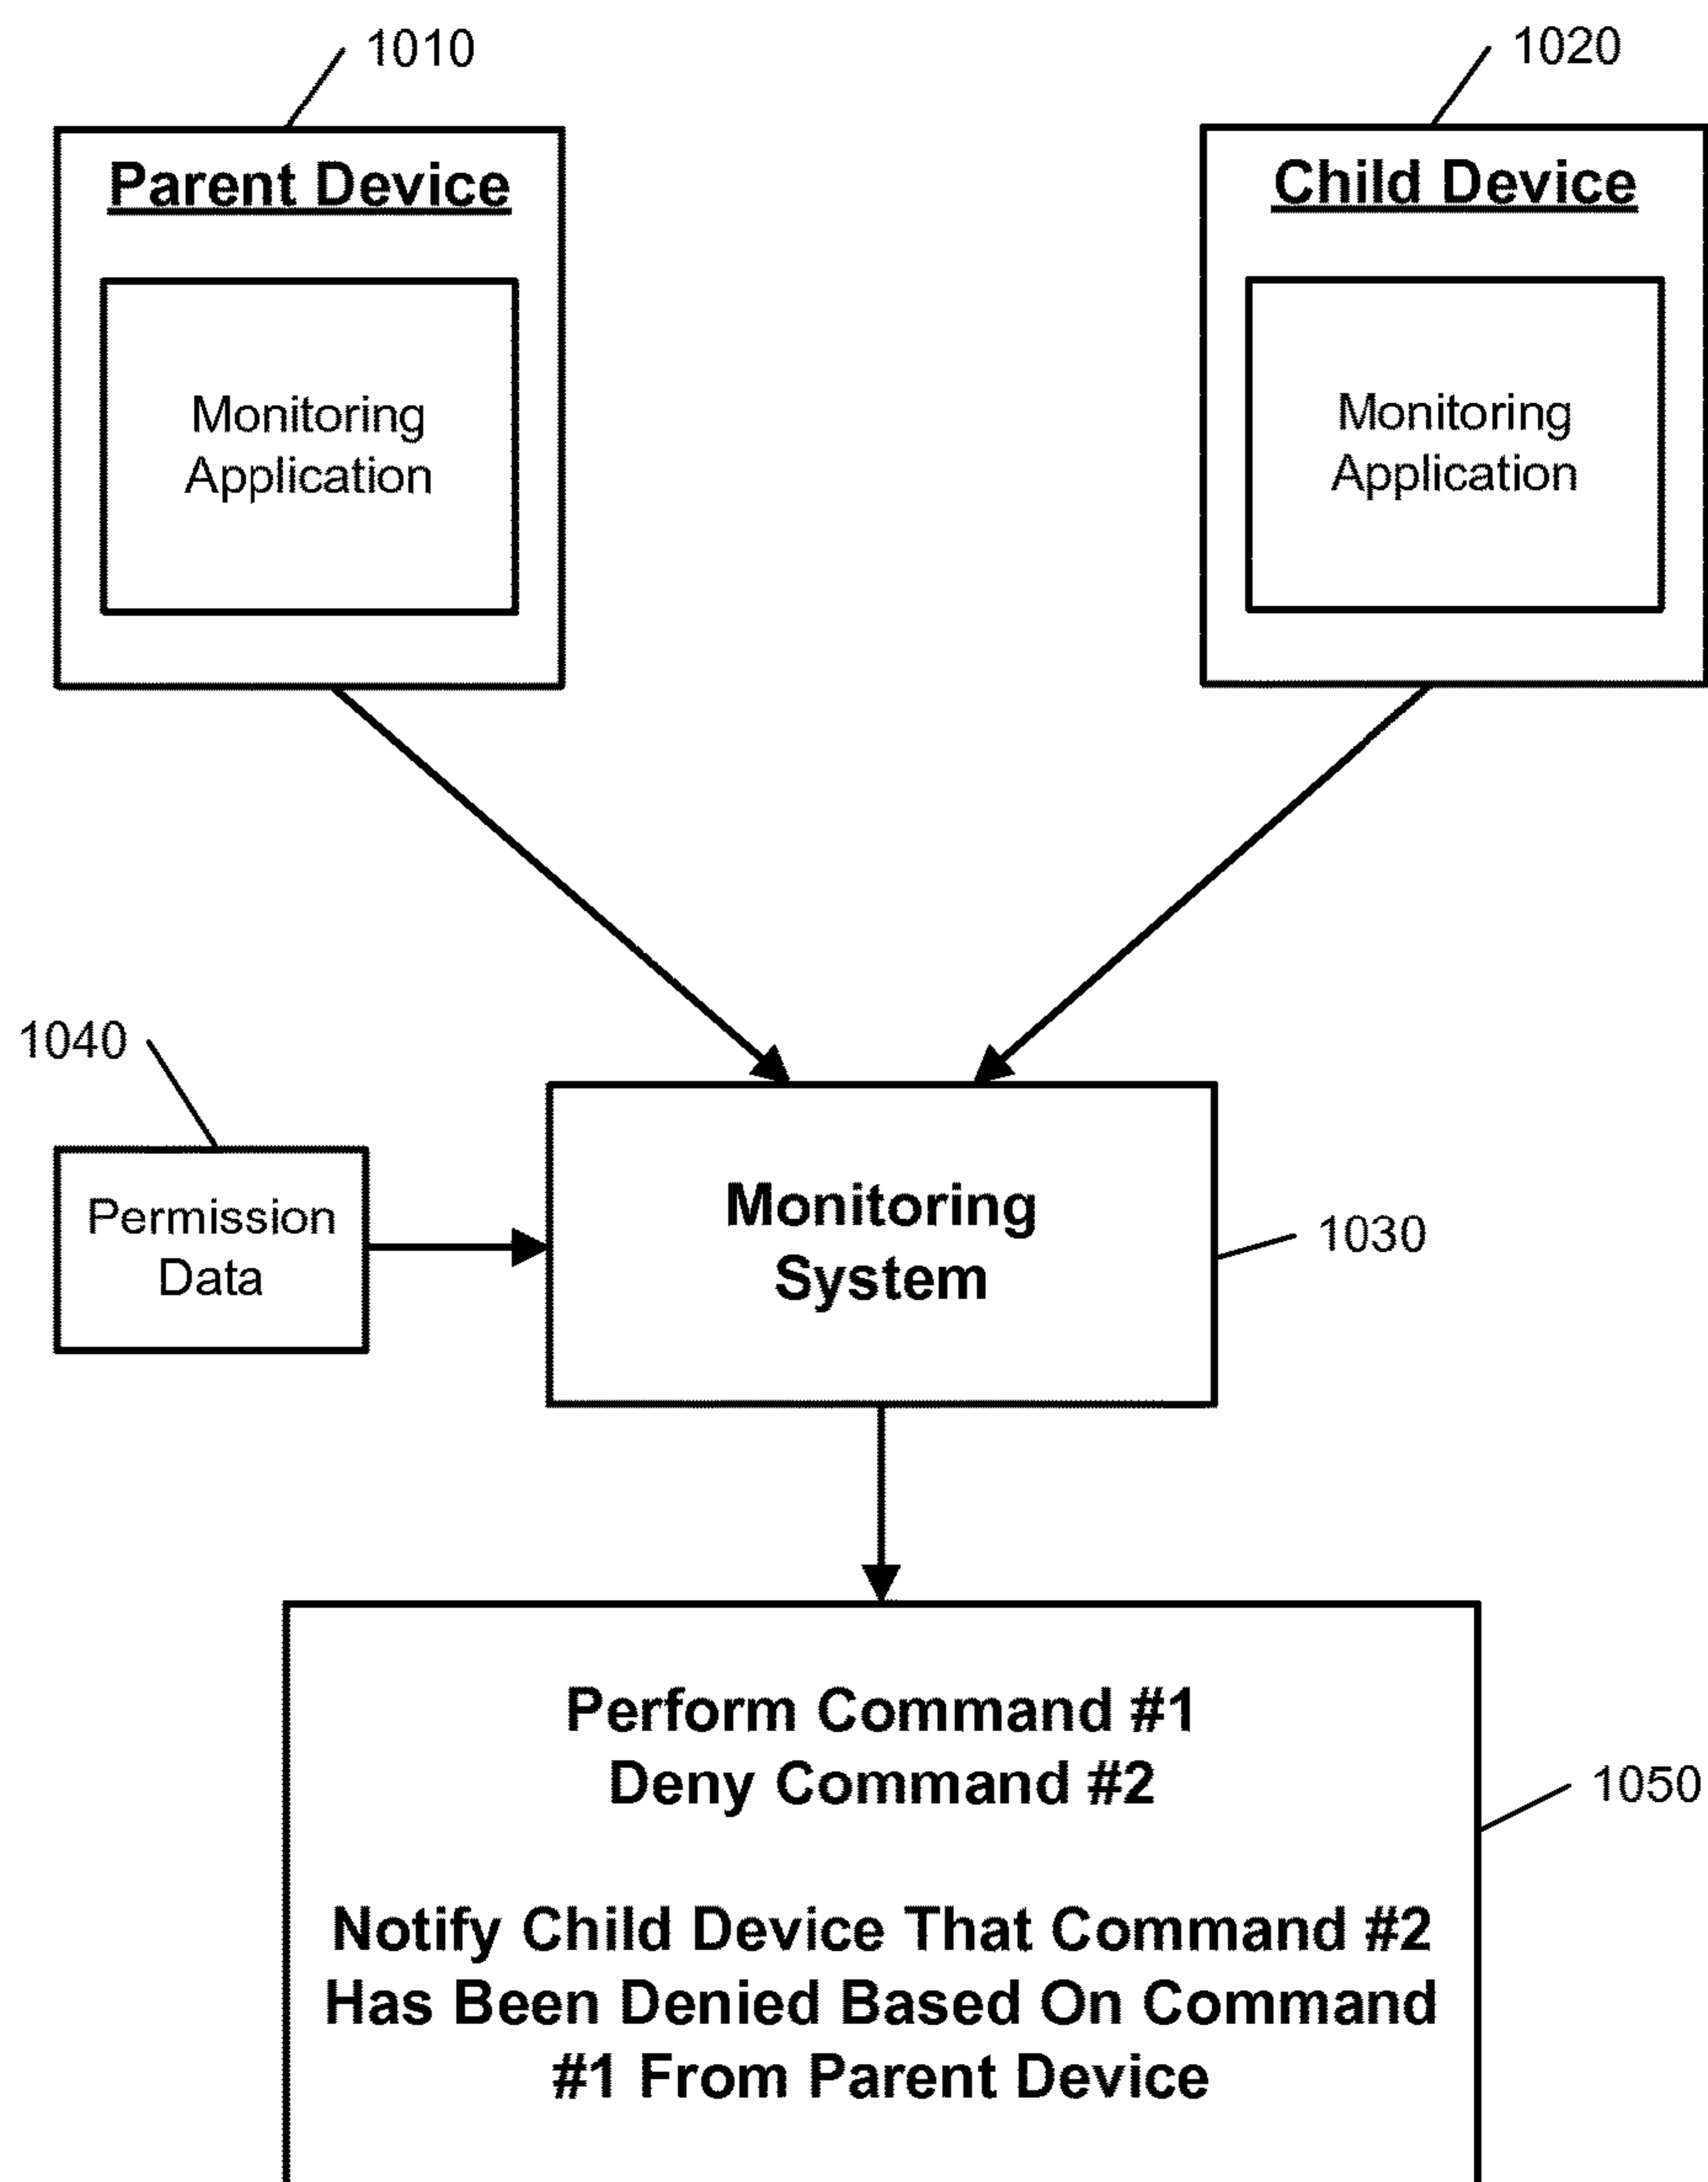 1010
1020
Parent Device
Child Device
Monitoring
Application
Monitoring
Application
1040
Permission
Data
Monitoring
System
1030
Perform Command #1
Deny Command #2
1050
Notify Child Device That Command #2
Has Been Denied Based On Command
#1 From Parent Device